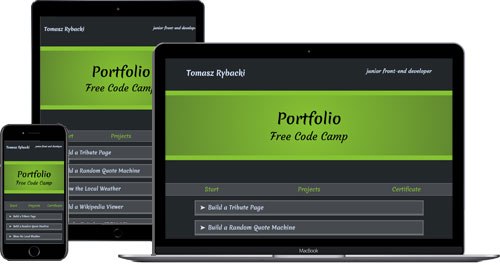 Tomasz Rybacki
junior front-end develope
Portfolio
Free Code Camp
Start
Projects
Build a Tribute Page
Build a Random Quote Machine
Show the Local Weather
Build a Wikipedia Viewer
Tomasz Rybacki
junior front-end developer
Portfolio
Free Code Camp
Start
Projects
Certificate
➤ Build a Tribute Page
➤ Build a Random Quote Machine
MacBook
Tomasz Rybacki
junior front-end developer
Portfolio
Free Code Camp
Start
Projects
Certificate
➤ Build a Tribute Page
➤ Build a Random Quote Machine
➤ Show the Local Weather